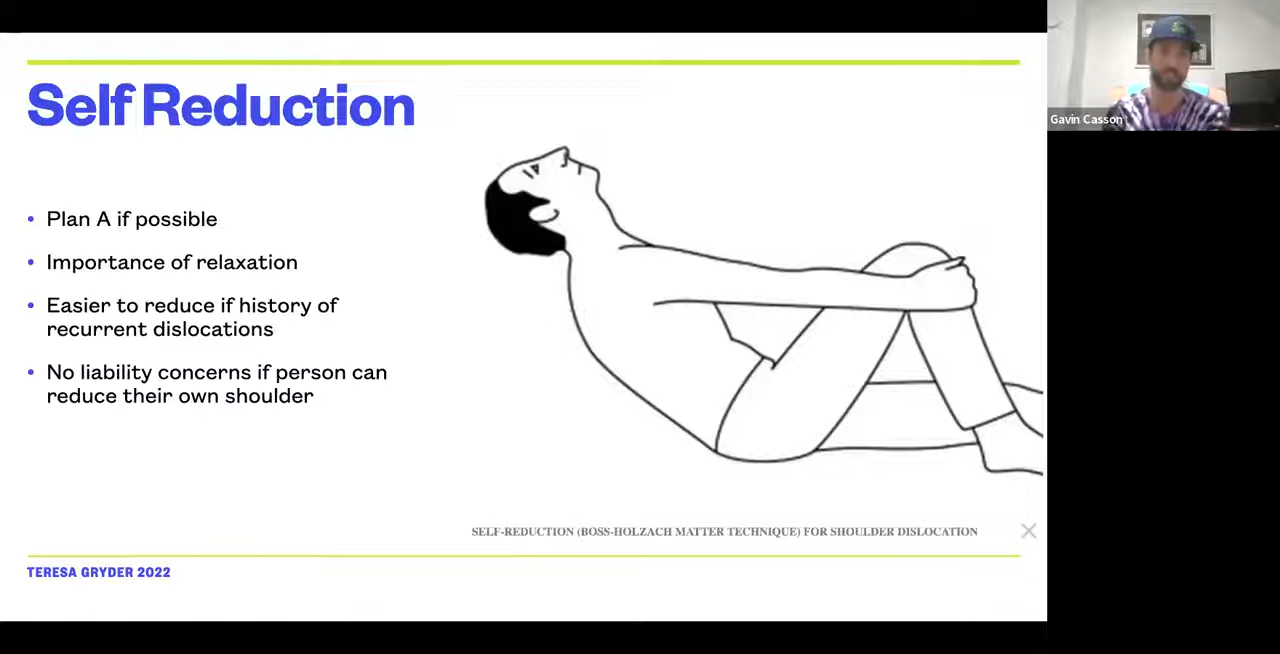 Self Reduction
• Plan A if possible
• Importance of relaxation
• Easier to reduce if history of
recurrent dislocations
• No liability concerns if person can
reduce their own shoulder
SELF-REDUCTION (BOSS-HOLZACH MATTER TECHNIQUE) FOR SHOULDER DISLOCATION
TERESA GRYDER 2022
Gavin Casson